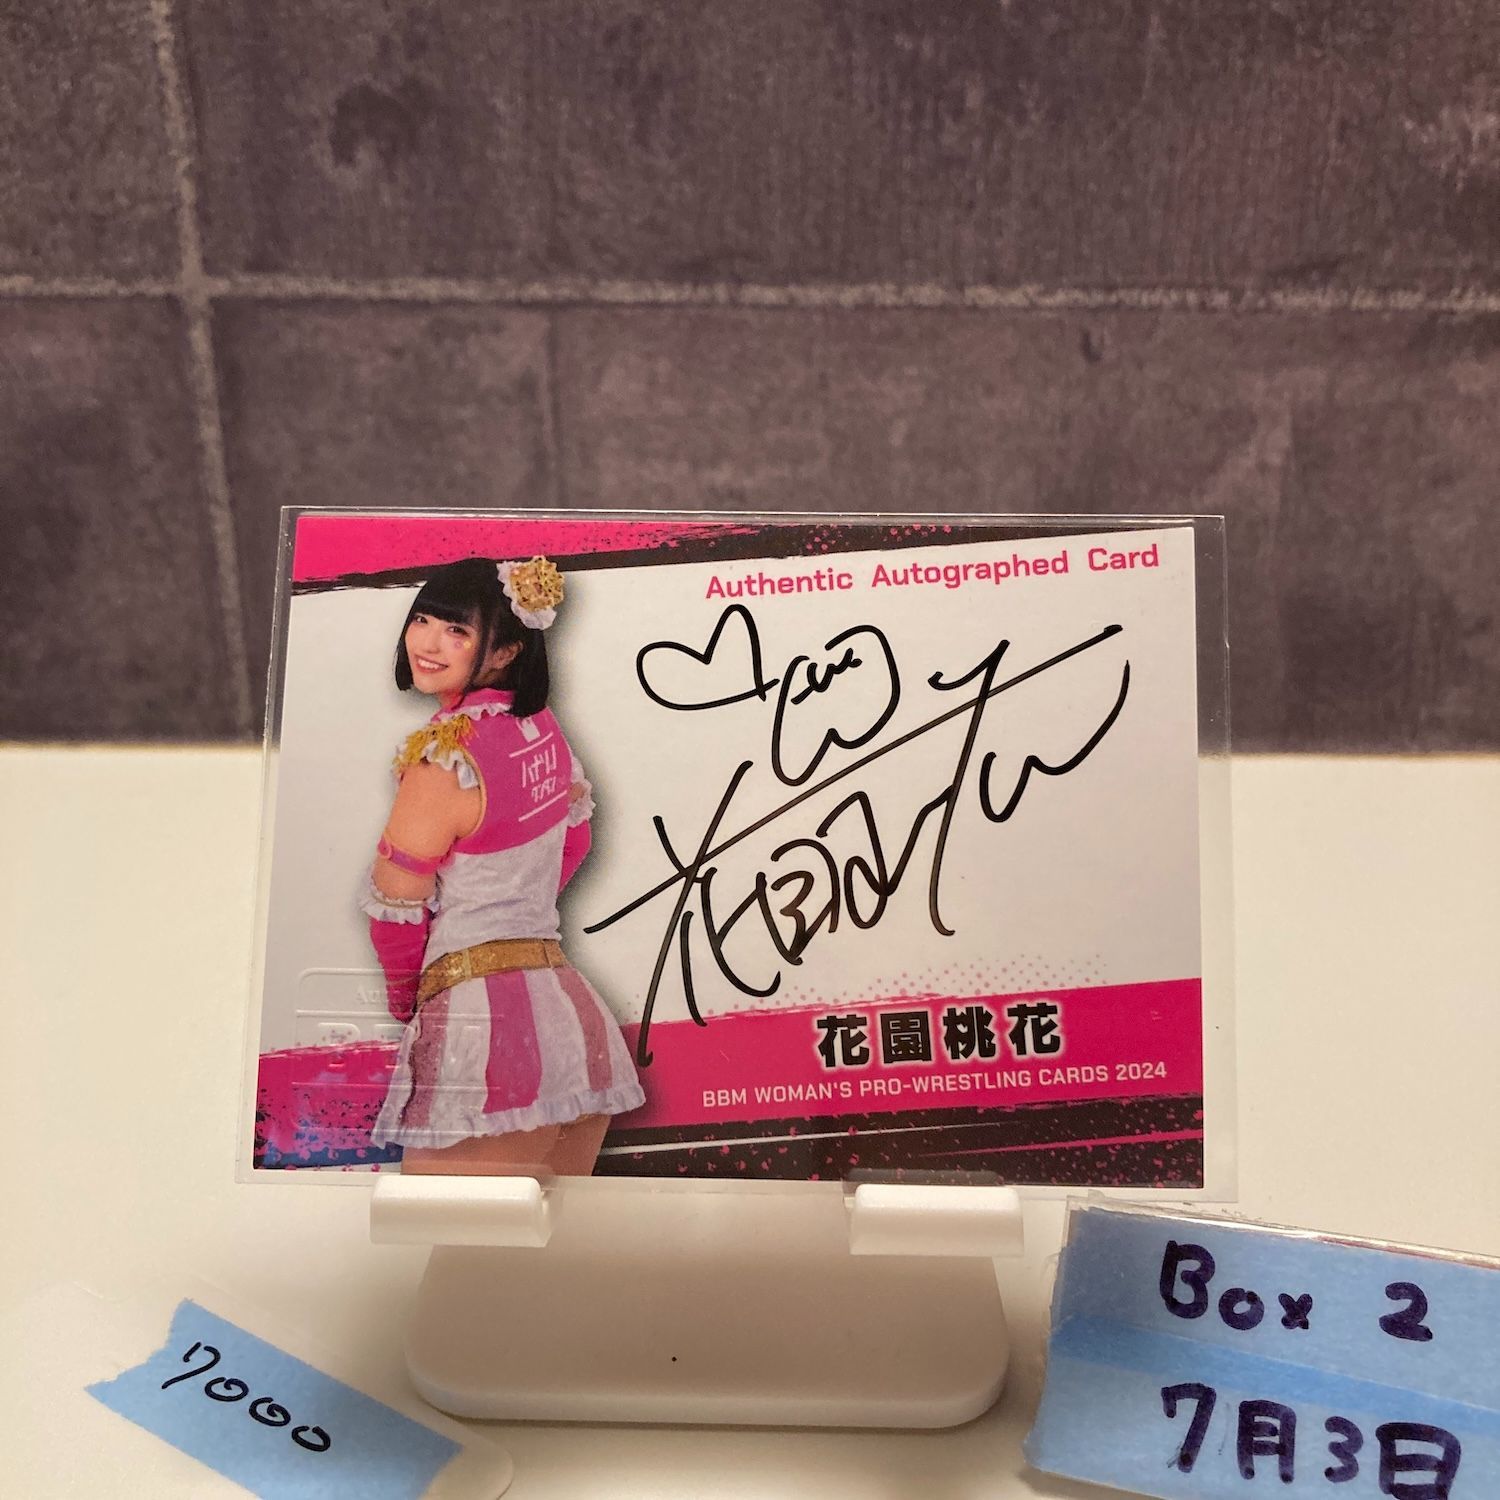 Authentic Autographed Card
花園桃花
BBM WOMAN'S PRO-WRESTLING CARDS 2024
7000
Box 2
7月3日